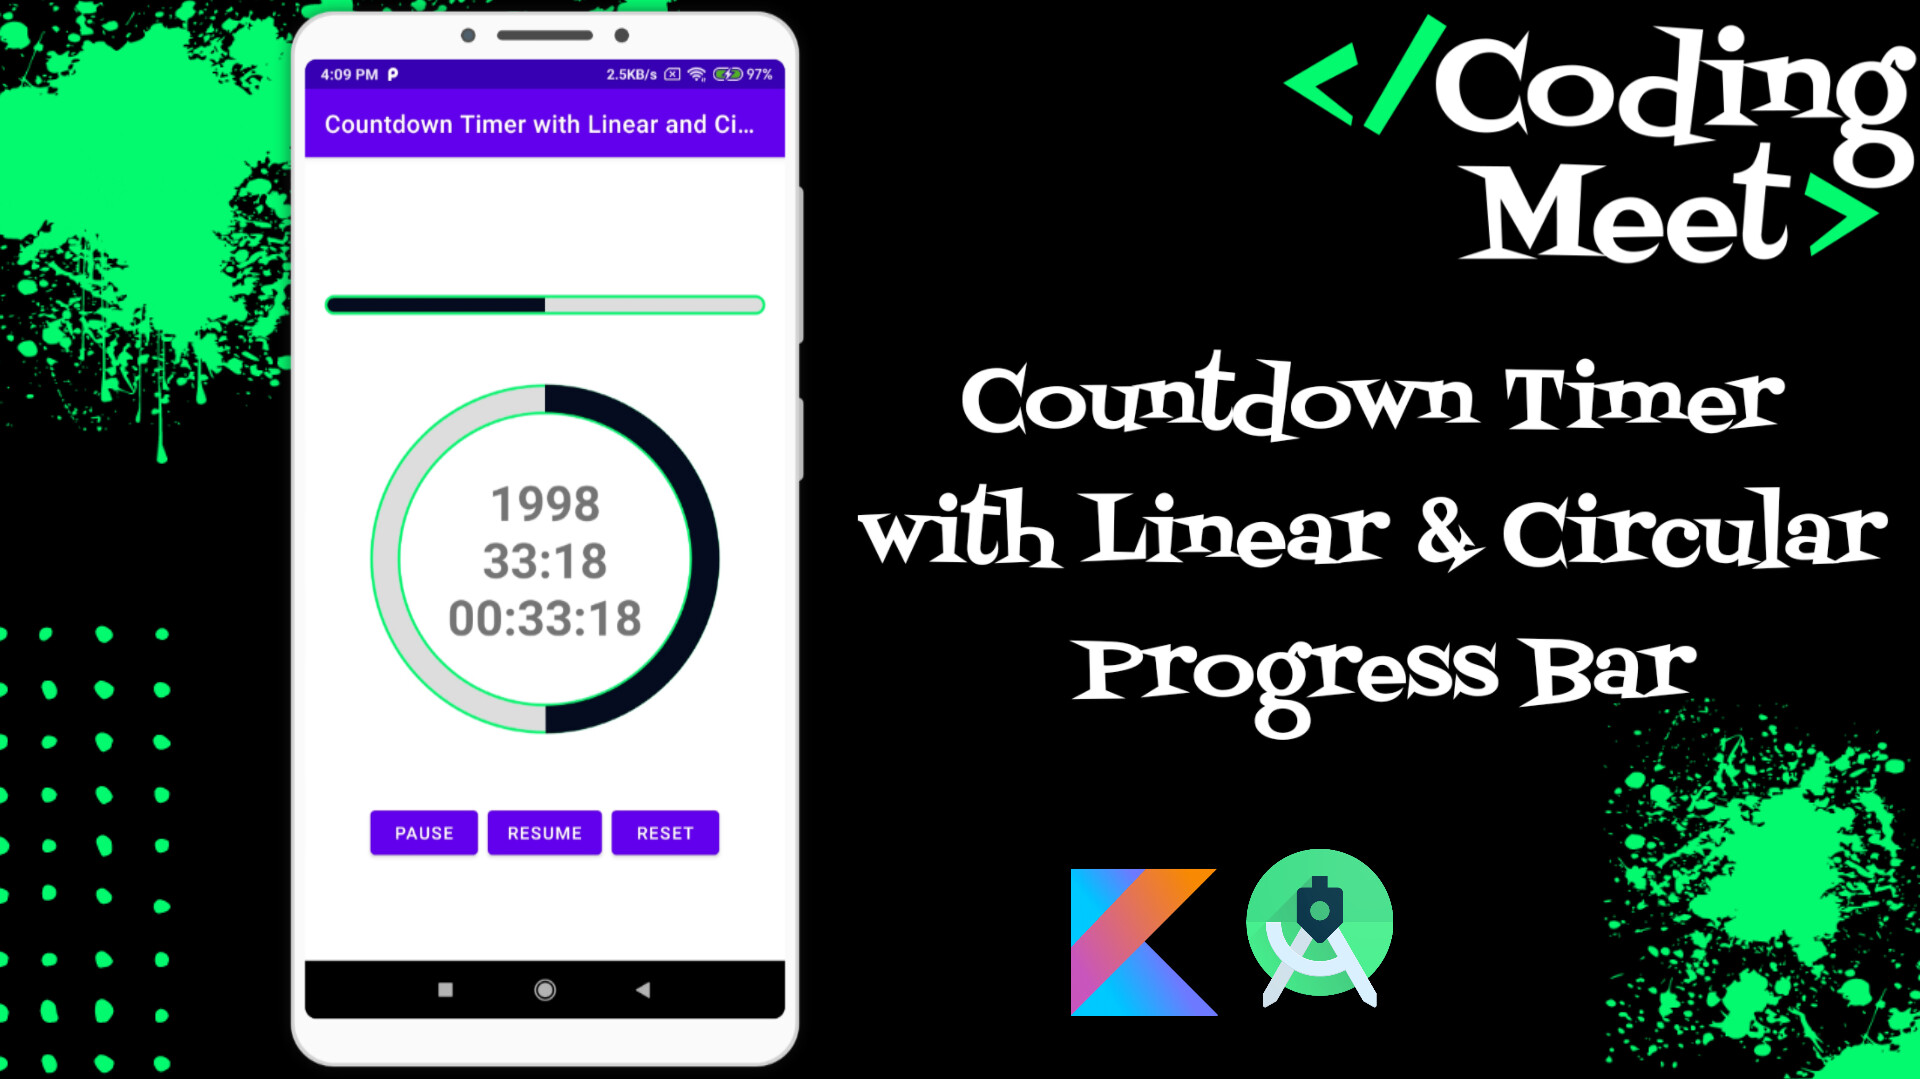 4:09 PM
2.5KB/s 97%
Countdown Timer with Linear and Ci...
1998
33:18
00:33:18
PAUSE RESUME RESET
</Coding
Meet>
Countdown Timer
with Linear & Circular
Progress Bar